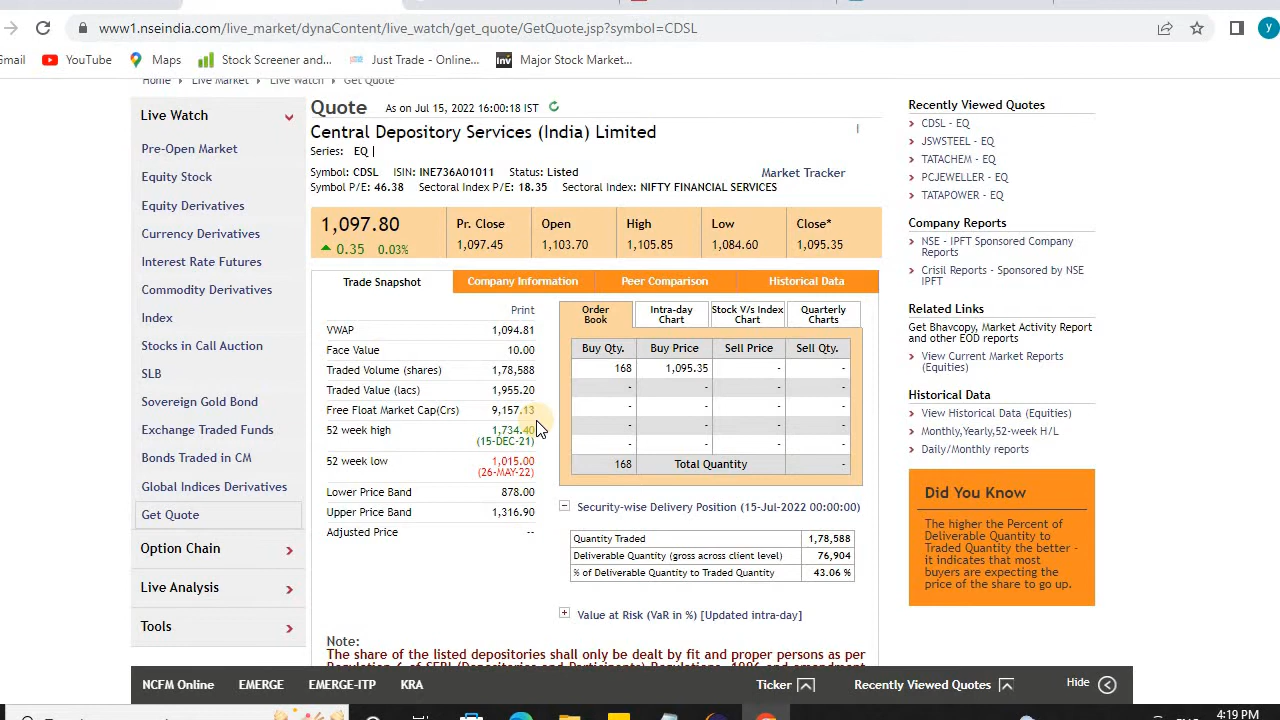 www1.nseindia.com/live_market/dynaContent/live_watch/get_quote/GetQuote.jsp?symbol=CDSL
y
Gmail YouTube Maps Stock Screener and... Just Trade - Online... Inv Major Stock Market...
Home Live Market Live Watch Get Quote
Live Watch
Pre-Open Market
Equity Stock
Equity Derivatives
Currency Derivatives
Interest Rate Futures
Commodity Derivatives
Index
Stocks in Call Auction
SLB
Sovereign Gold Bond
Exchange Traded Funds
Bonds Traded in CM
Global Indices Derivatives
Get Quote
Option Chain
Live Analysis
Tools
Quote As on Jul 15, 2022 16:00:18 IST
Central Depository Services (India) Limited
Series: EQ |
Symbol: CDSL ISIN: INE736A01011 Status: Listed
Market Tracker
Symbol P/E: 46.38 Sectoral Index P/E: 18.35 Sectoral Index: NIFTY FINANCIAL SERVICES
1,097.80 Pr. Close Open High Low Close*
0.35 0.03% 1,097.45 1,103.70 1,105.85 1,084.60 1,095.35
Trade Snapshot Company Information Peer Comparison Historical Data
Print
VWAP 1,094.81
Face Value 10.00
Traded Volume (shares) 1,78,588
Traded Value (lacs) 1,955.20
Free Float Market Cap(Crs) 9,157.13
52 week high 1,734.40
(15-DEC-21)
52 week low 1,015.00
(26-MAY-22)
Lower Price Band 878.00
Upper Price Band 1,316.90
Adjusted Price --
Order Book Intra-day Chart Stock V/s Index Chart Quarterly Charts
Buy Qty. Buy Price Sell Price Sell Qty.
168 1,095.35 - -
- - - -
- - - -
- - - -
- - - -
168 Total Quantity -
Security-wise Delivery Position (15-Jul-2022 00:00:00)
Quantity Traded 1,78,588
Deliverable Quantity (gross across client level) 76,904
% of Deliverable Quantity to Traded Quantity 43.06 %
Value at Risk (VaR in %) [Updated intra-day]
Note:
The share of the listed depositories shall only be dealt by fit and proper persons as per
Regulation 6 of SEBI (Depositories and Participants) Regulations, 1996 and amendment
Recently Viewed Quotes
CDSL - EQ
JSWSTEEL - EQ
TATACHEM - EQ
PCJEWELLER - EQ
TATAPOWER - EQ
Company Reports
NSE - IPFT Sponsored Company
Reports
Crisil Reports - Sponsored by NSE
IPFT
Related Links
Get Bhavcopy, Market Activity Report
and other EOD reports
View Current Market Reports
(Equities)
Historical Data
View Historical Data (Equities)
Monthly,Yearly,52-week H/L
Daily/Monthly reports
Did You Know
The higher the Percent of
Deliverable Quantity to
Traded Quantity the better -
it indicates that most
buyers are expecting the
price of the share to go up.
NCFM Online EMERGE EMERGE-ITP KRA Ticker Recently Viewed Quotes Hide
4:19 PM